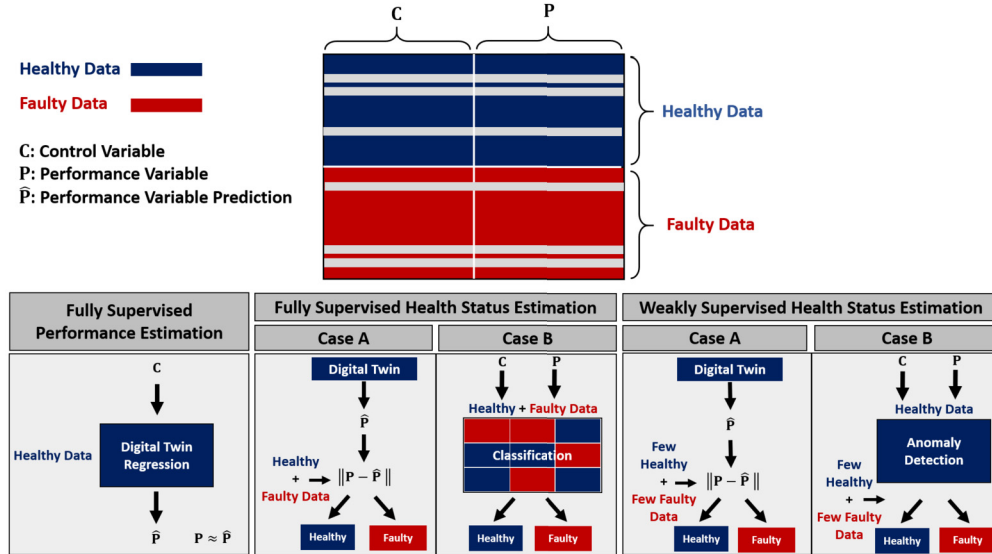 C P
Healthy Data
Faulty Data
C: Control Variable
P: Performance Variable
P̂: Performance Variable Prediction
Healthy Data
Faulty Data
Fully Supervised
Performance Estimation
C
Healthy Data
Digital Twin
Regression
P̂ P ≈ P̂
Fully Supervised Health Status Estimation
Case A
Digital Twin
P̂
Healthy
+
Faulty Data
‖P − P̂‖
Healthy Faulty
Case B
C P
Healthy + Faulty Data
Classification
Healthy Faulty
Weakly Supervised Health Status Estimation
Case A
Digital Twin
P̂
Few
Healthy
+
Few Faulty
Data
‖P − P̂‖
Healthy Faulty
Case B
C P
Healthy Data
Anomaly
Detection
Few
Healthy
+
Few Faulty
Data
Healthy Faulty